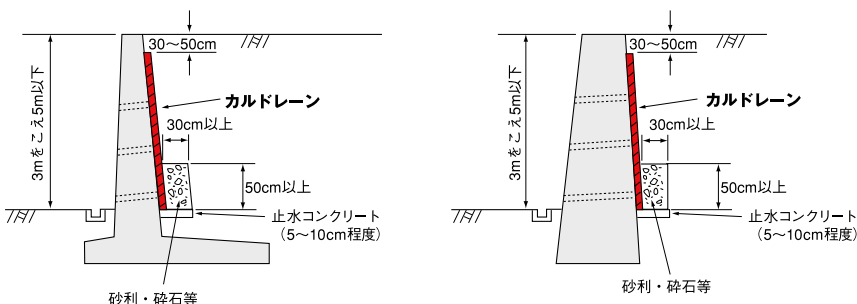 30〜50cm
3mをこえ5m以下
カルドレーン
30cm以上
50cm以上
止水コンクリート
（5〜10cm程度）
砂利・砕石等
30〜50cm
3mをこえ5m以下
カルドレーン
30cm以上
50cm以上
止水コンクリート
（5〜10cm程度）
砂利・砕石等